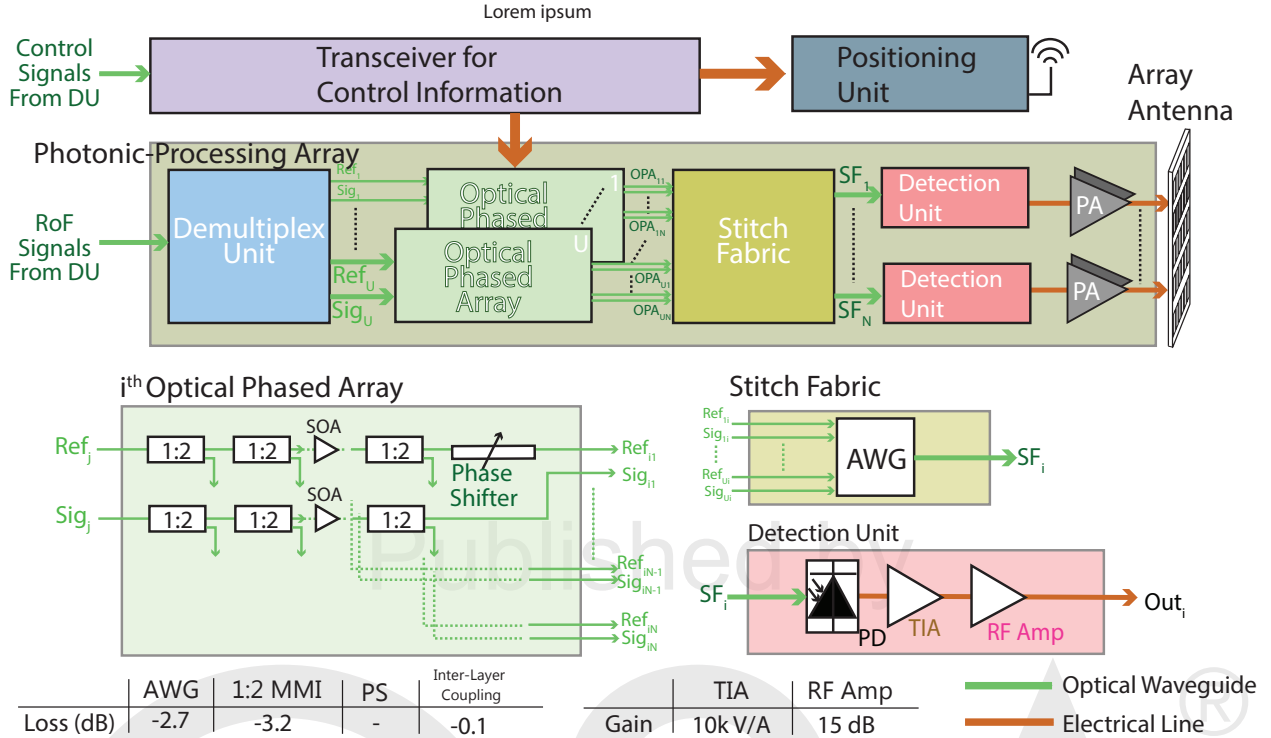 Lorem ipsum
Control
Signals
From DU
Transceiver for
Control Information
Positioning
Unit
Array
Antenna
Photonic-Processing Array
RoF
Signals
From DU
Demultiplex
Unit
Ref1
Sig1
RefU
SigU
Optical
Phased
1
Optical
Phased
Array
U
OPA11
OPA1N
OPAU1
OPAUN
Stitch
Fabric
SF1
SFN
Detection
Unit
Detection
Unit
PA
PA
ith Optical Phased Array
Refj
1:2
1:2
SOA
1:2
Phase
Shifter
Refi1
Sigi1
Sigj
1:2
1:2
SOA
1:2
RefiN-1
SigiN-1
RefiN
SigiN
Stitch Fabric
Ref1i
Sig1i
RefUi
SigUi
AWG
SFi
Detection Unit
SFi
PD
TIA
RF Amp
Outi
Published by
AWG 1:2 MMI PS Inter-Layer Coupling
Loss (dB) -2.7 -3.2 - -0.1
TIA RF Amp
Gain 10k V/A 15 dB
Optical Waveguide
Electrical Line
®